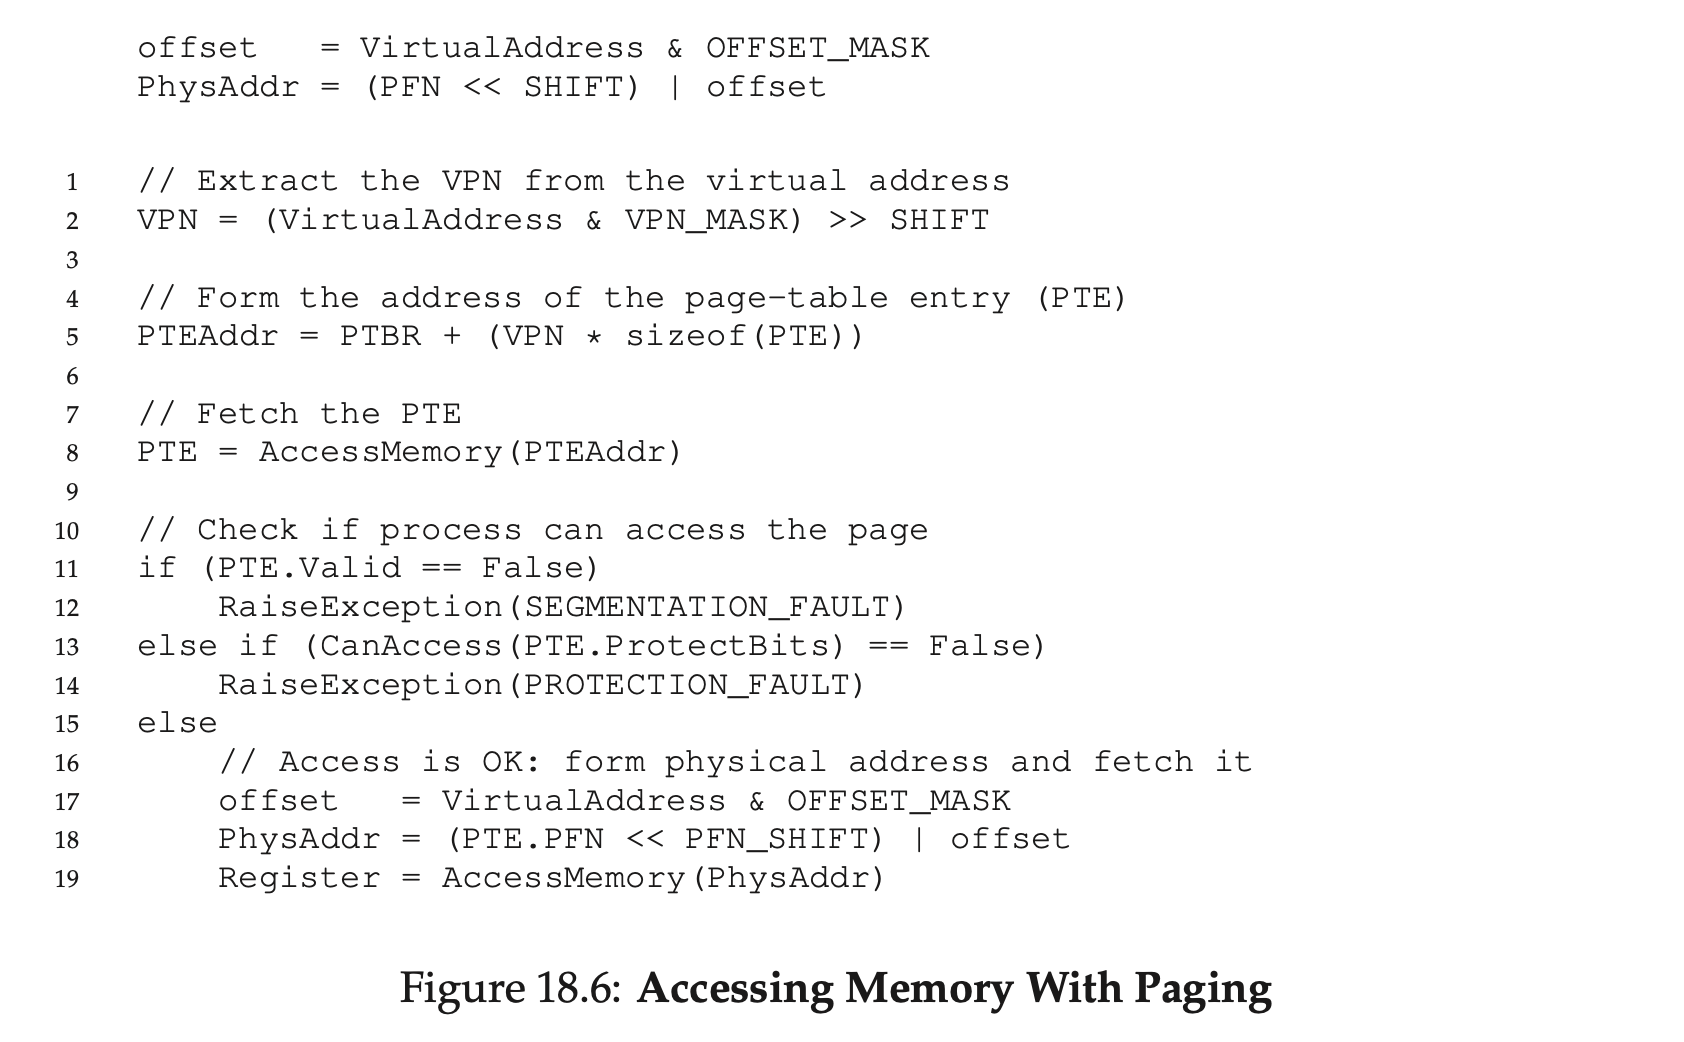 offset   = VirtualAddress & OFFSET_MASK
PhysAddr = (PFN << SHIFT) | offset
1 // Extract the VPN from the virtual address
2 VPN = (VirtualAddress & VPN_MASK) >> SHIFT
3
4 // Form the address of the page-table entry (PTE)
5 PTEAddr = PTBR + (VPN * sizeof(PTE))
6
7 // Fetch the PTE
8 PTE = AccessMemory(PTEAddr)
9
10 // Check if process can access the page
11 if (PTE.Valid == False)
12     RaiseException(SEGMENTATION_FAULT)
13 else if (CanAccess(PTE.ProtectBits) == False)
14     RaiseException(PROTECTION_FAULT)
15 else
16     // Access is OK: form physical address and fetch it
17     offset   = VirtualAddress & OFFSET_MASK
18     PhysAddr = (PTE.PFN << PFN_SHIFT) | offset
19     Register = AccessMemory(PhysAddr)
Figure 18.6: Accessing Memory With Paging